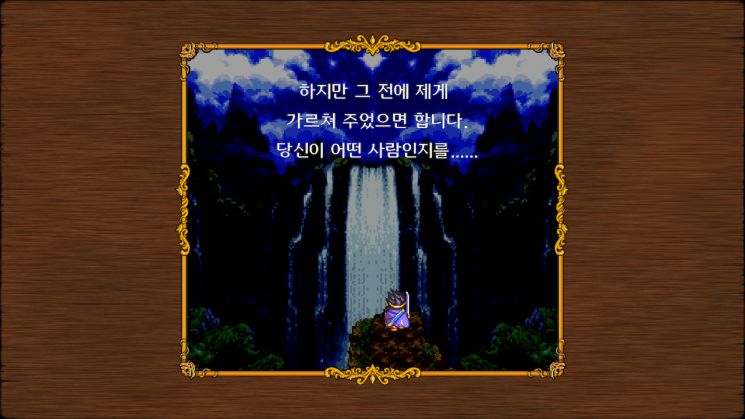 하지만 그 전에 제게
가르쳐 주었으면 합니다.
당신이 어떤 사람인지를......